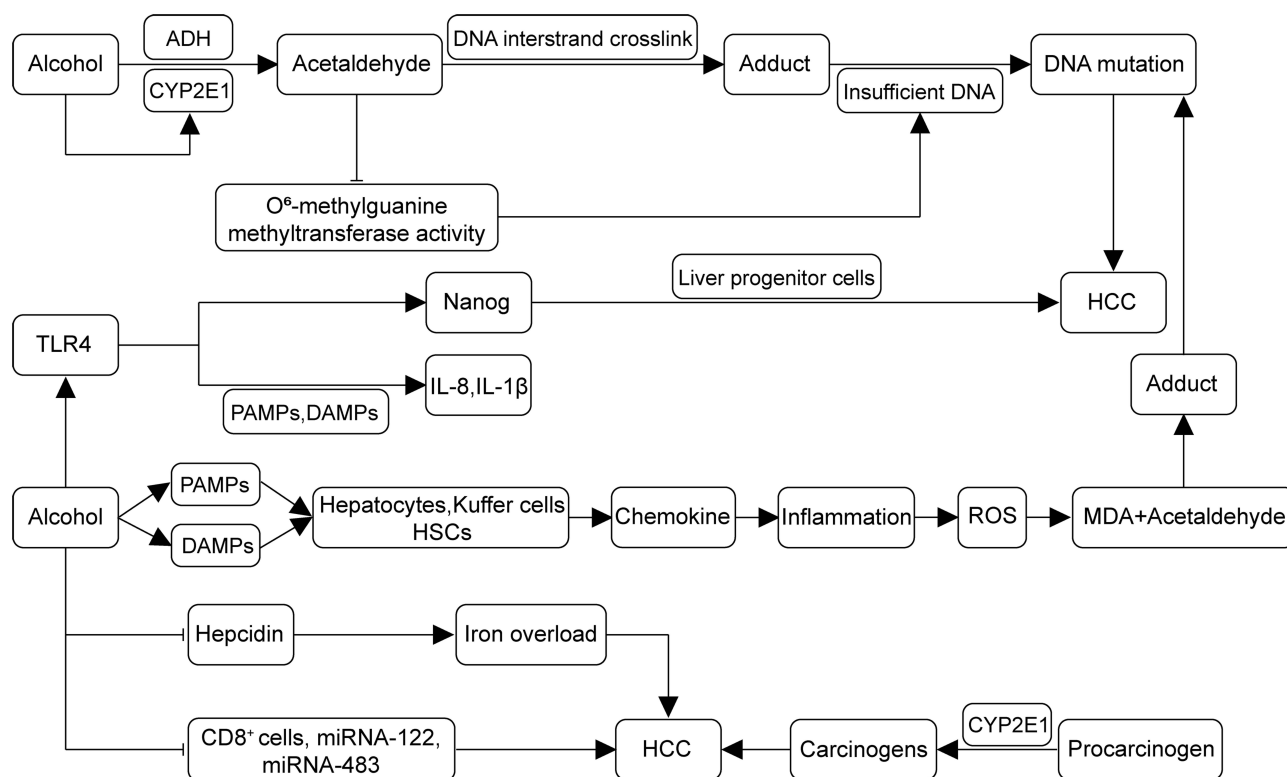 ADH
Alcohol
CYP2E1
Acetaldehyde
DNA interstrand crosslink
Adduct
Insufficient DNA
DNA mutation
O⁶-methylguanine
methyltransferase activity
Nanog
Liver progenitor cells
HCC
TLR4
IL-8,IL-1β
PAMPs,DAMPs
Adduct
Alcohol
PAMPs
DAMPs
Hepatocytes,Kuffer cells
HSCs
Chemokine
Inflammation
ROS
MDA+Acetaldehyde
Hepcidin
Iron overload
CD8⁺ cells, miRNA-122,
miRNA-483
HCC
Carcinogens
CYP2E1
Procarcinogen